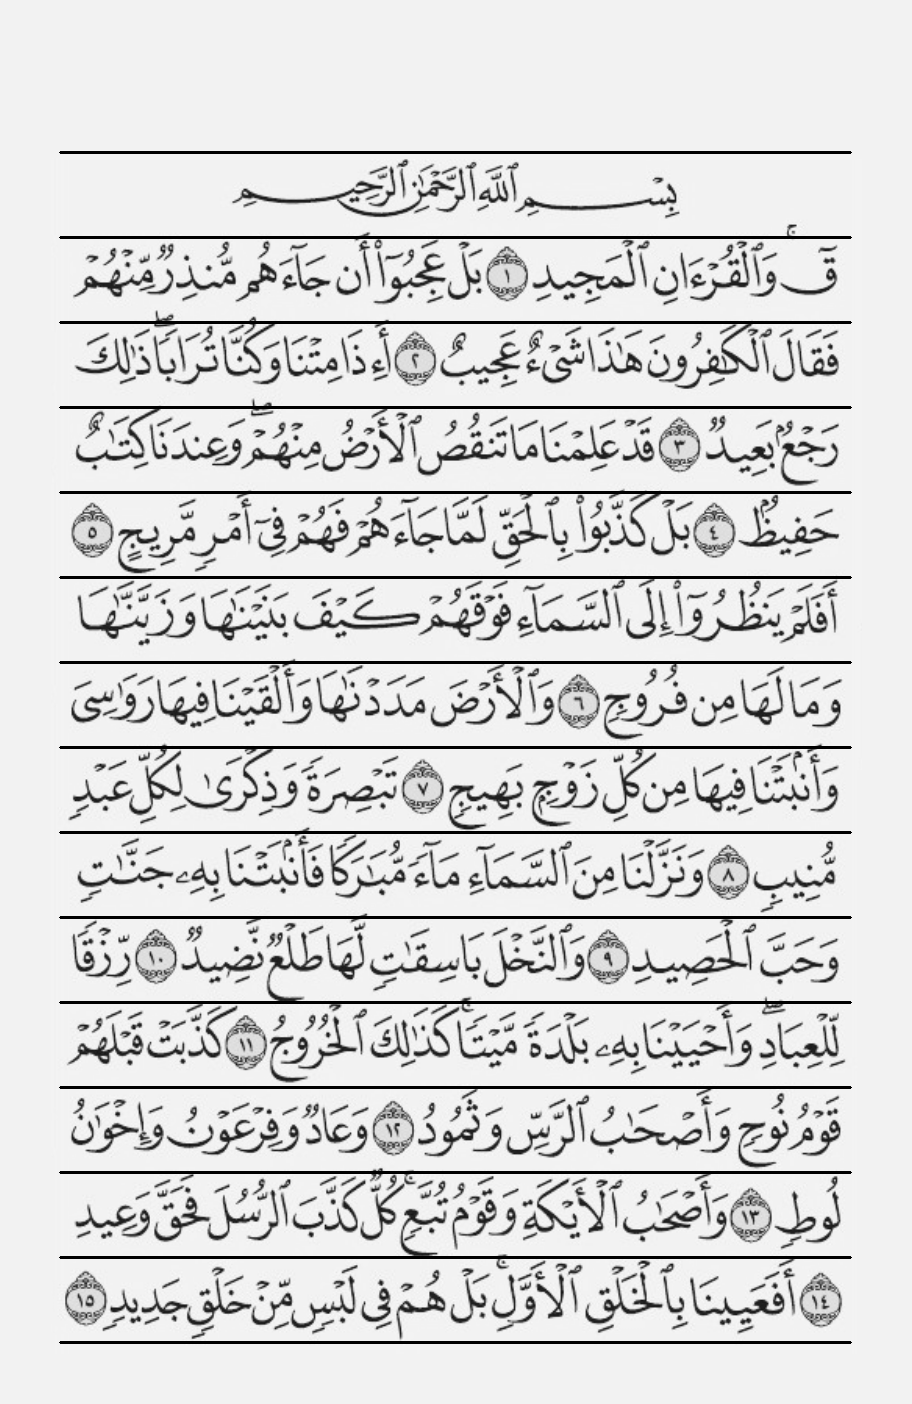 بِسْمِ ٱللَّهِ ٱلرَّحْمَٰنِ ٱلرَّحِيمِ
قٓۚ وَٱلْقُرْءَانِ ٱلْمَجِيدِ ١ بَلْ عَجِبُوٓا۟ أَن جَآءَهُم مُّنذِرٌ مِّنْهُمْ
فَقَالَ ٱلْكَٰفِرُونَ هَٰذَا شَىْءٌ عَجِيبٌ ٢ أَءِذَا مِتْنَا وَكُنَّا تُرَابًاۖ ذَٰلِكَ
رَجْعٌۢ بَعِيدٌ ٣ قَدْ عَلِمْنَا مَا تَنقُصُ ٱلْأَرْضُ مِنْهُمْۖ وَعِندَنَا كِتَٰبٌ
حَفِيظٌۢ ٤ بَلْ كَذَّبُوا۟ بِٱلْحَقِّ لَمَّا جَآءَهُمْ فَهُمْ فِىٓ أَمْرٍ مَّرِيجٍ ٥
أَفَلَمْ يَنظُرُوٓا۟ إِلَى ٱلسَّمَآءِ فَوْقَهُمْ كَيْفَ بَنَيْنَٰهَا وَزَيَّنَّٰهَا
وَمَا لَهَا مِن فُرُوجٍ ٦ وَٱلْأَرْضَ مَدَدْنَٰهَا وَأَلْقَيْنَا فِيهَا رَوَٰسِىَ
وَأَنۢبَتْنَا فِيهَا مِن كُلِّ زَوْجٍۭ بَهِيجٍ ٧ تَبْصِرَةً وَذِكْرَىٰ لِكُلِّ عَبْدٍ
مُّنِيبٍ ٨ وَنَزَّلْنَا مِنَ ٱلسَّمَآءِ مَآءً مُّبَٰرَكًا فَأَنۢبَتْنَا بِهِۦ جَنَّٰتٍ
وَحَبَّ ٱلْحَصِيدِ ٩ وَٱلنَّخْلَ بَاسِقَٰتٍ لَّهَا طَلْعٌ نَّضِيدٌ ١٠ رِّزْقًا
لِّلْعِبَادِۖ وَأَحْيَيْنَا بِهِۦ بَلْدَةً مَّيْتًاۚ كَذَٰلِكَ ٱلْخُرُوجُ ١١ كَذَّبَتْ قَبْلَهُمْ
قَوْمُ نُوحٍ وَأَصْحَٰبُ ٱلرَّسِّ وَثَمُودُ ١٢ وَعَادٌ وَفِرْعَوْنُ وَإِخْوَٰنُ
لُوطٍ ١٣ وَأَصْحَٰبُ ٱلْأَيْكَةِ وَقَوْمُ تُبَّعٍۚ كُلٌّ كَذَّبَ ٱلرُّسُلَ فَحَقَّ وَعِيدِ
١٤ أَفَعَيِينَا بِٱلْخَلْقِ ٱلْأَوَّلِۚ بَلْ هُمْ فِى لَبْسٍ مِّنْ خَلْقٍ جَدِيدٍ ١٥